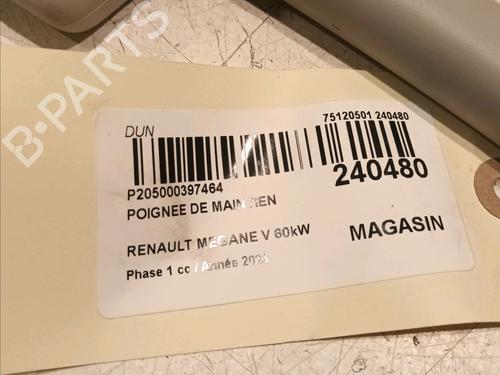 B-PARTS
DUN
75120501 240480
P205000397464
240480
POIGNEE DE MAINTIEN
RENAULT MEGANE V 60kW
MAGASIN
Phase 1 cc / Année